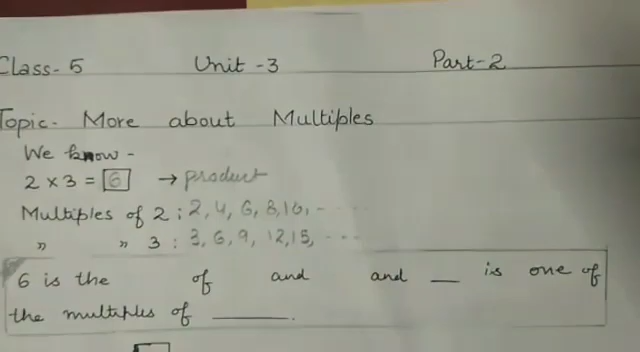 Class- 5 Unit -3 Part-2
Topic- More about Multiples
We know -
2 × 3 = 6 → product
Multiples of 2 : 2, 4, 6, 8, 10, - ....
" " 3 : 3, 6, 9, 12, 15, - ...
6 is the of and and __ is one of
the multiples of ______.